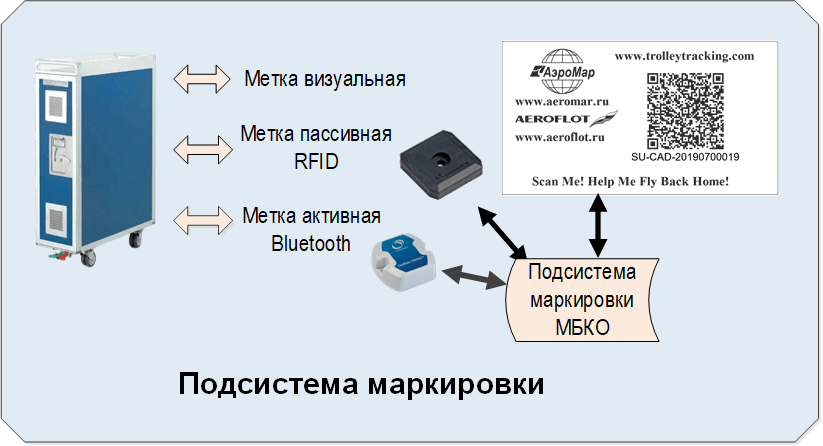 Метка визуальная
Метка пассивная
RFID
Метка активная
Bluetooth
АэроМар
www.trolleytracking.com
www.aeromar.ru
AEROFLOT
www.aeroflot.ru
SU-CAD-20190700019
Scan Me! Help Me Fly Back Home!
Подсистема
маркировки
МБКО
Подсистема маркировки